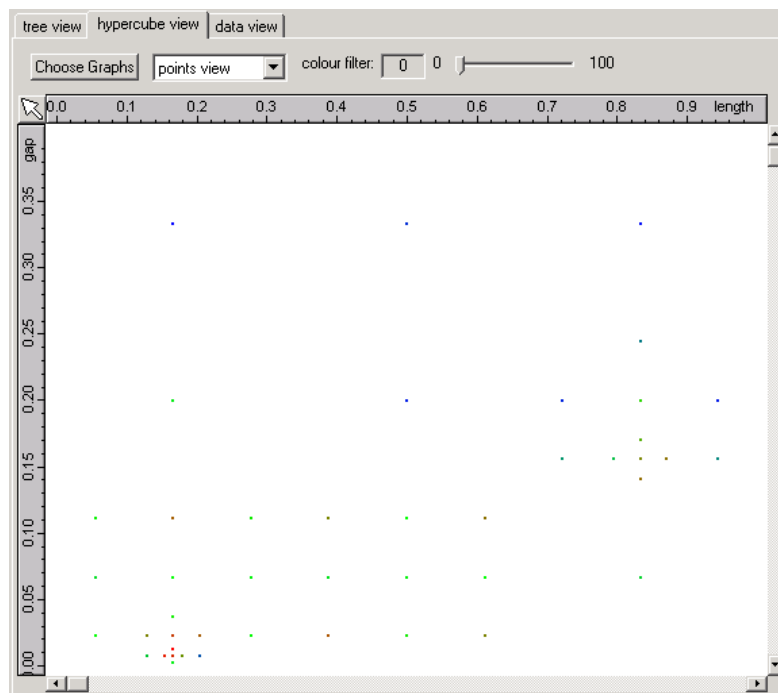 tree view hypercube view data view
Choose Graphs points view colour filter: 0 0 100
0.0 0.1 0.2 0.3 0.4 0.5 0.6 0.7 0.8 0.9 length
gap
0.35
0.30
0.25
0.20
0.15
0.10
0.05
0.00